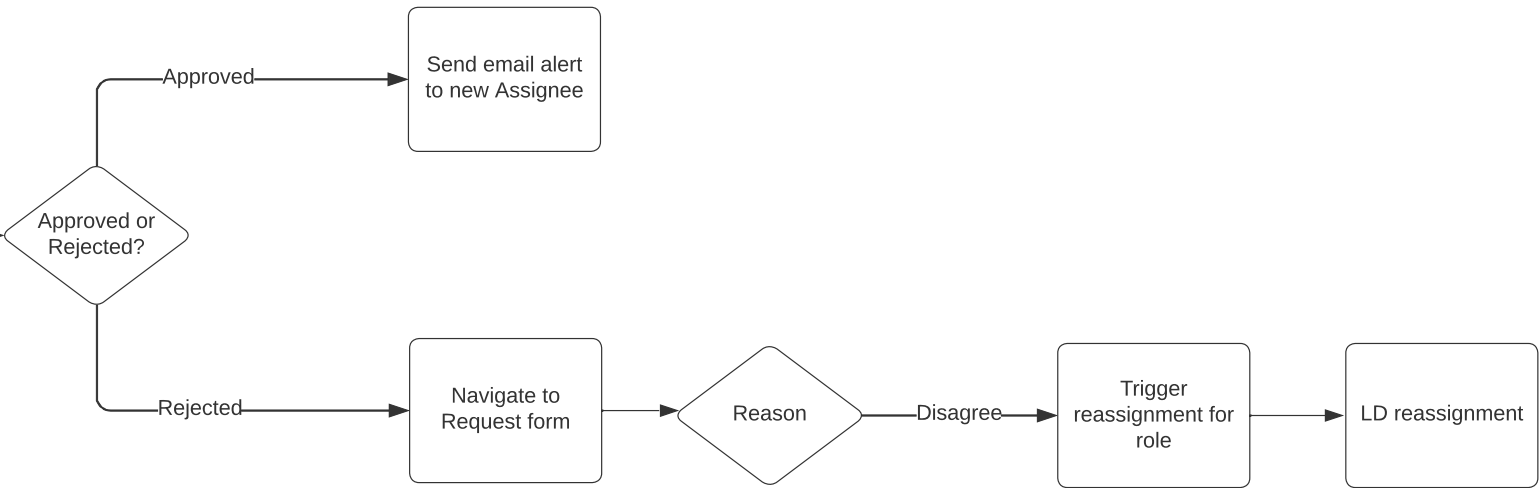 Send email alert
to new Assignee
Approved
Approved or
Rejected?
Rejected
Navigate to
Request form
Reason
Disagree
Trigger
reassignment for
role
LD reassignment